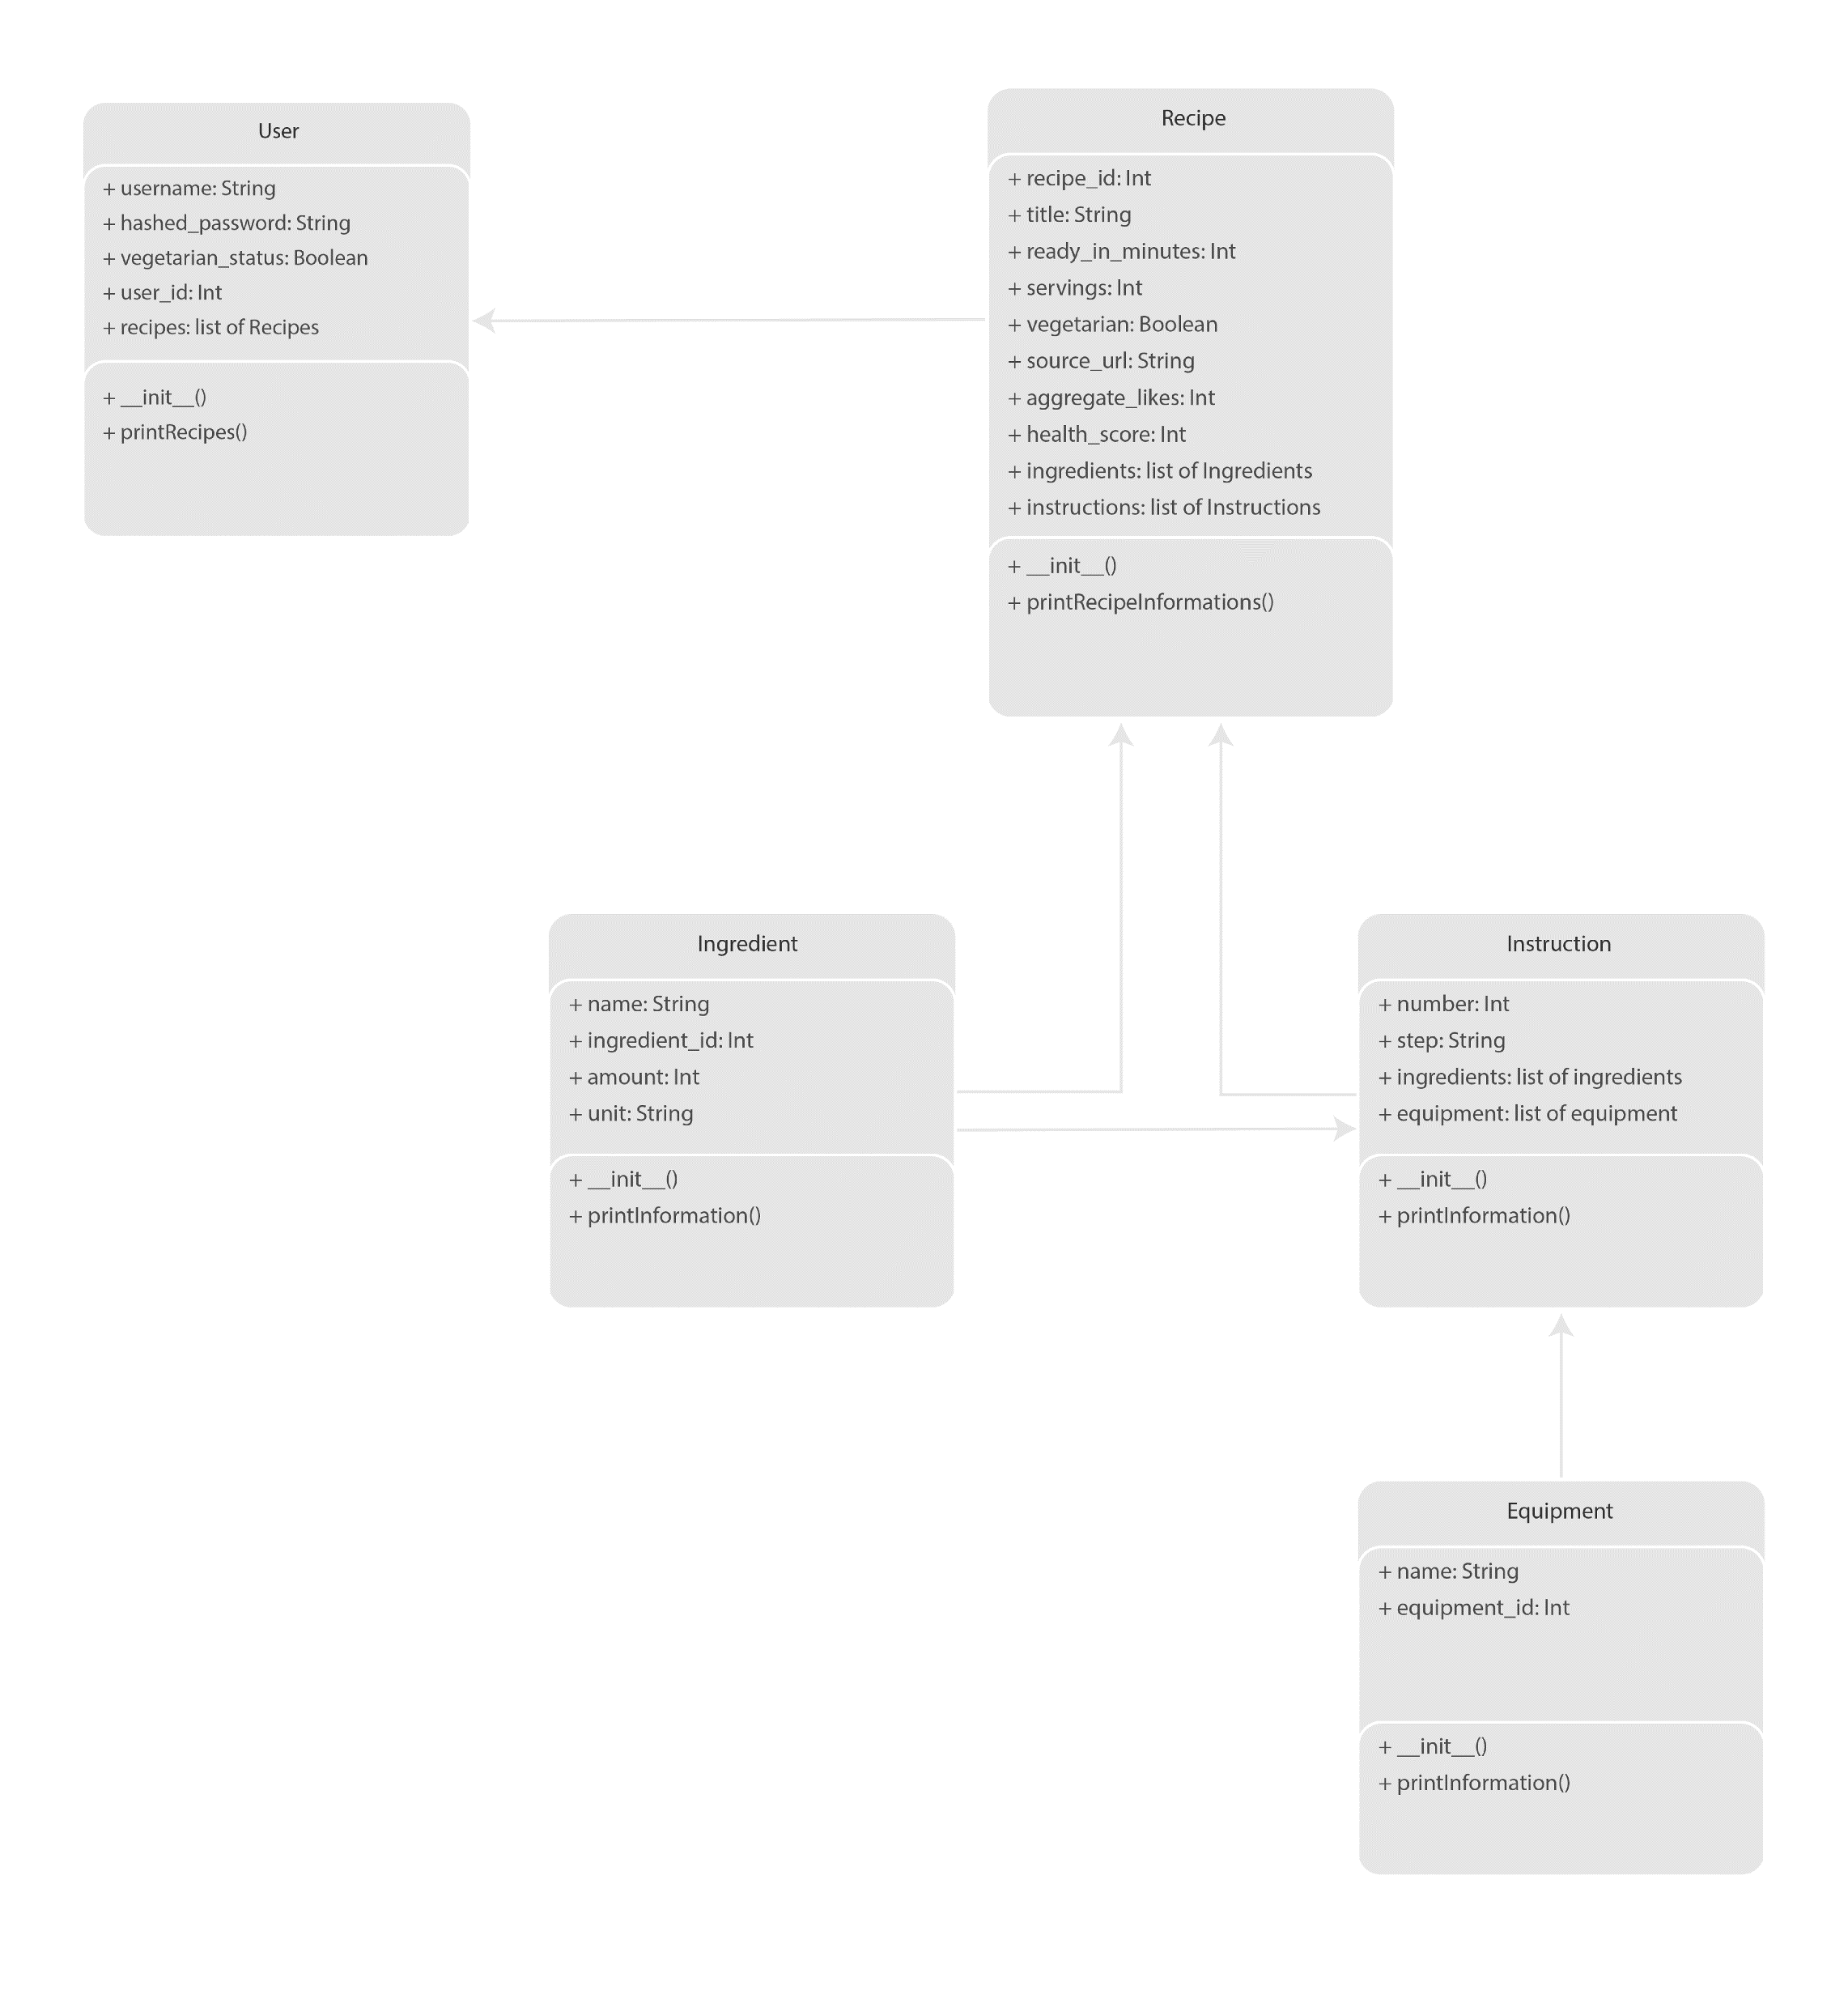 User
+ username: String
+ hashed_password: String
+ vegetarian_status: Boolean
+ user_id: Int
+ recipes: list of Recipes
+ __init__()
+ printRecipes()
Recipe
+ recipe_id: Int
+ title: String
+ ready_in_minutes: Int
+ servings: Int
+ vegetarian: Boolean
+ source_url: String
+ aggregate_likes: Int
+ health_score: Int
+ ingredients: list of Ingredients
+ instructions: list of Instructions
+ __init__()
+ printRecipeInformations()
Ingredient
+ name: String
+ ingredient_id: Int
+ amount: Int
+ unit: String
+ __init__()
+ printInformation()
Instruction
+ number: Int
+ step: String
+ ingredients: list of ingredients
+ equipment: list of equipment
+ __init__()
+ printInformation()
Equipment
+ name: String
+ equipment_id: Int
+ __init__()
+ printInformation()